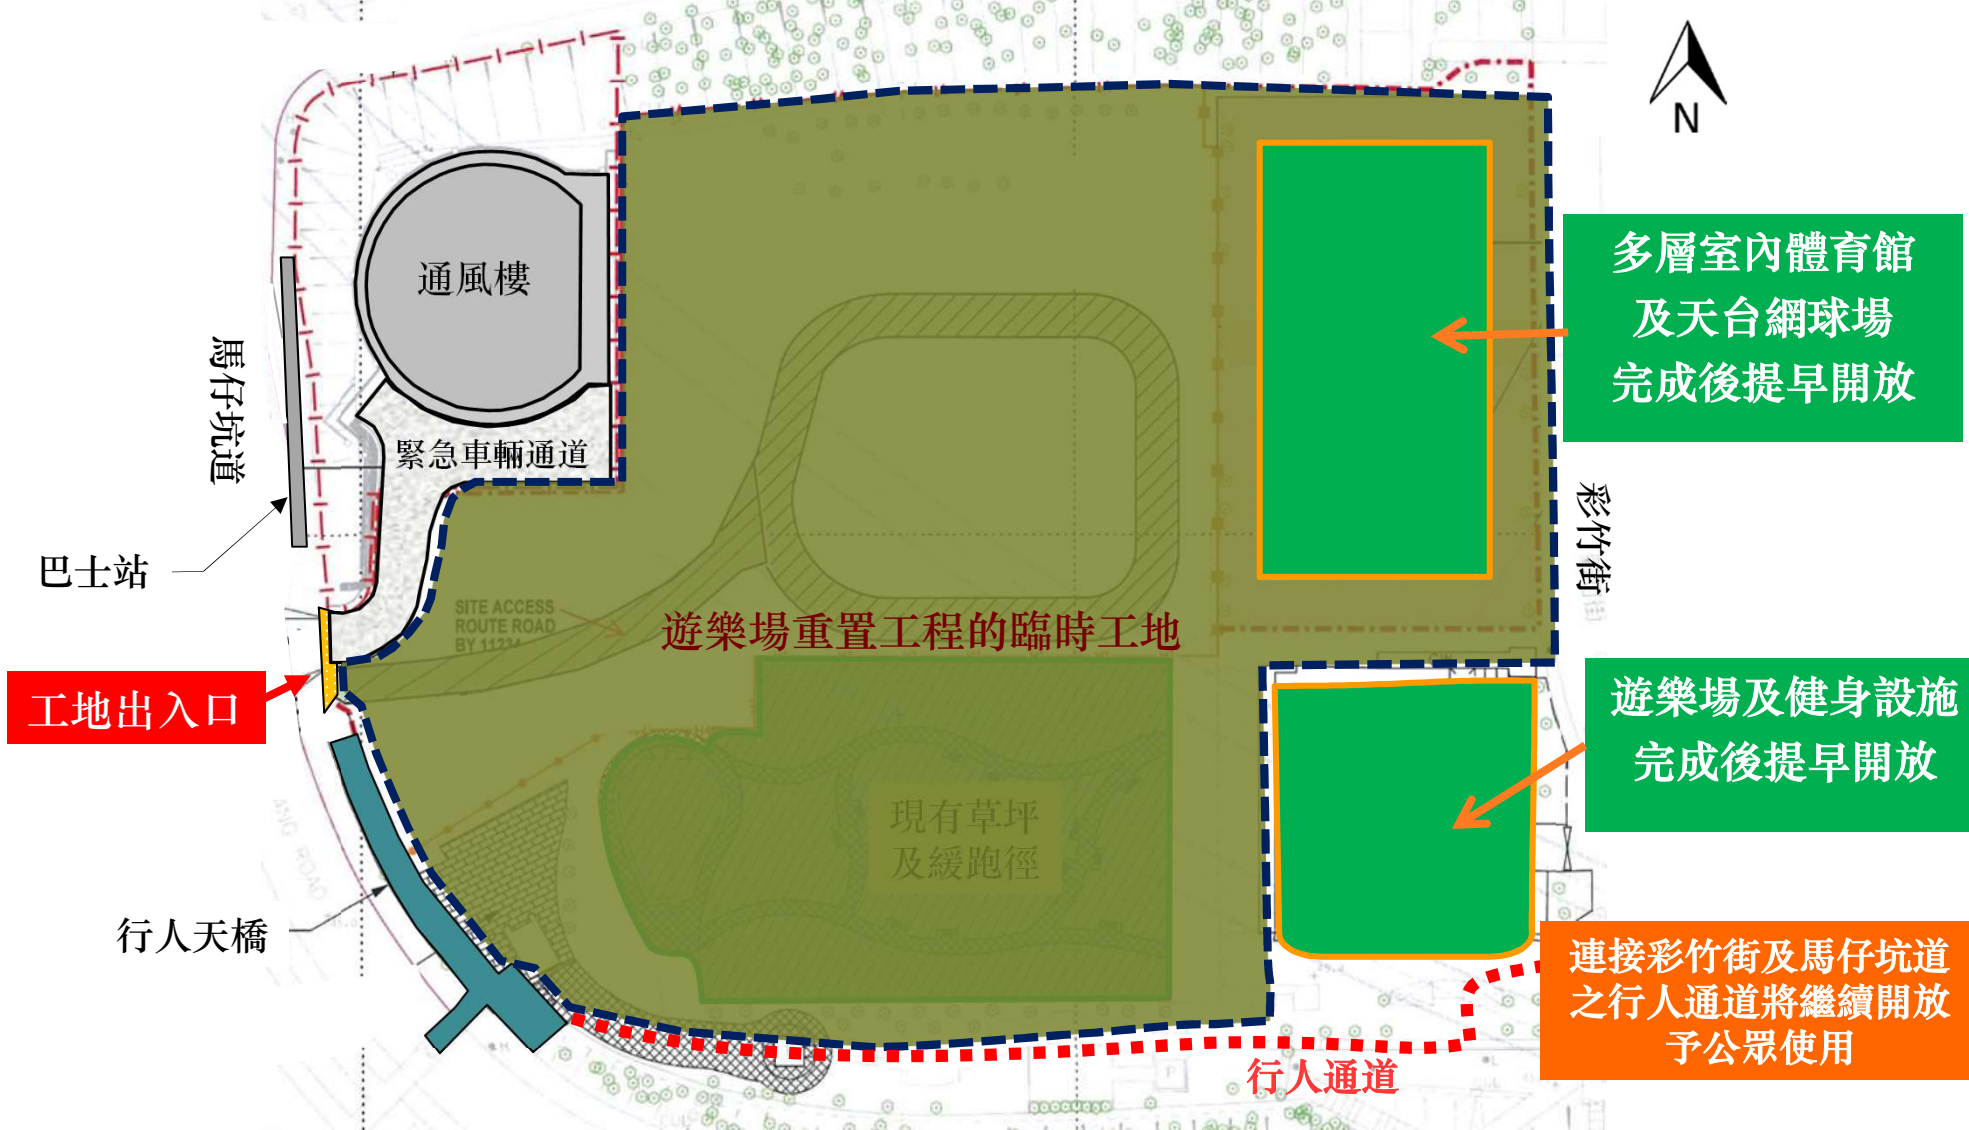 N
多層室內體育館
及天台網球場
完成後提早開放
通風樓
馬仔坑道
緊急車輛通道
彩竹街
巴士站
SITE ACCESS
ROUTE ROAD
BY 11234
遊樂場重置工程的臨時工地
工地出入口
遊樂場及健身設施
完成後提早開放
現有草坪
及緩跑徑
行人天橋
連接彩竹街及馬仔坑道
之行人通道將繼續開放
予公眾使用
行人通道
ANG ROAD